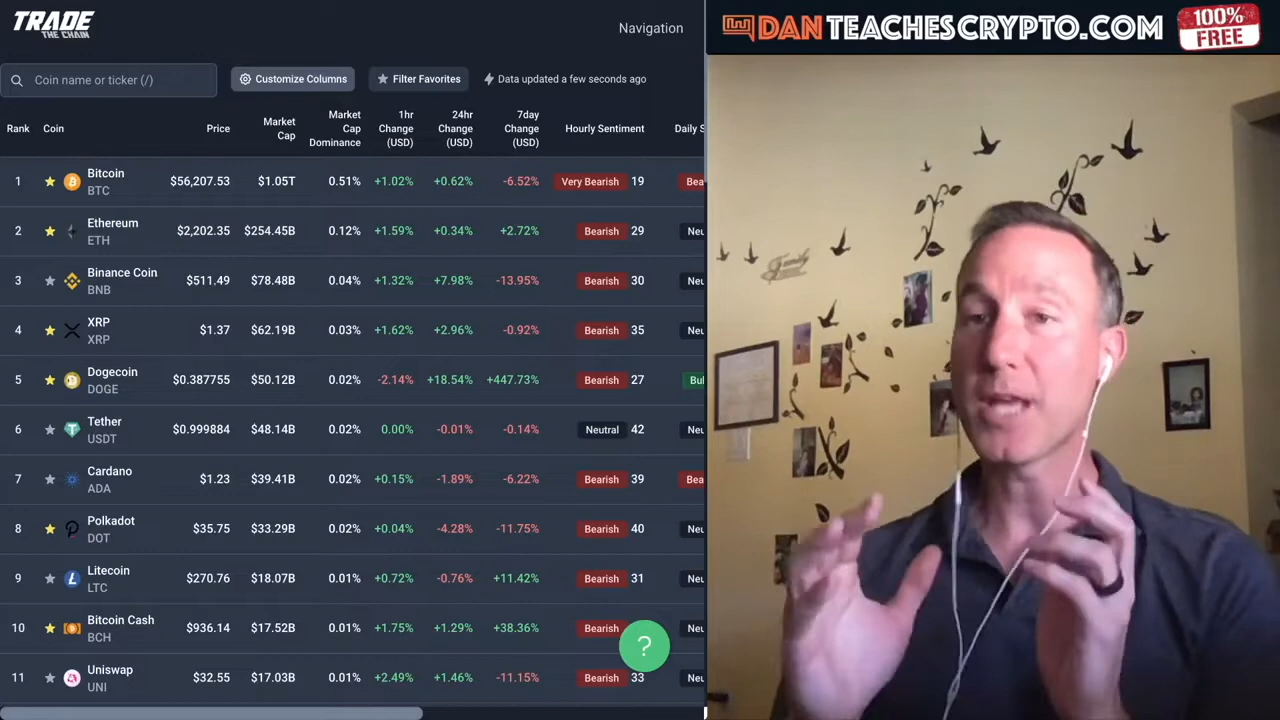 TRADE
THE CHAIN
Navigation
DANTEACHESCRYPTO.COM
100%
FREE
Coin name or ticker (/)
Customize Columns
Filter Favorites
Data updated a few seconds ago
Rank Coin Price Market Cap Market Cap Dominance 1hr Change (USD) 24hr Change (USD) 7day Change (USD) Hourly Sentiment Daily S
1 Bitcoin BTC $56,207.53 $1.05T 0.51% +1.02% +0.62% -6.52% Very Bearish 19 Bea
2 Ethereum ETH $2,202.35 $254.45B 0.12% +1.59% +0.34% +2.72% Bearish 29 Neu
3 Binance Coin BNB $511.49 $78.48B 0.04% +1.32% +7.98% -13.95% Bearish 30 Neu
4 XRP XRP $1.37 $62.19B 0.03% +1.62% +2.96% -0.92% Bearish 35 Neu
5 Dogecoin DOGE $0.387755 $50.12B 0.02% -2.14% +18.54% +447.73% Bearish 27 Bul
6 Tether USDT $0.999884 $48.14B 0.02% 0.00% -0.01% -0.14% Neutral 42 Neu
7 Cardano ADA $1.23 $39.41B 0.02% +0.15% -1.89% -6.22% Bearish 39 Bea
8 Polkadot DOT $35.75 $33.29B 0.02% +0.04% -4.28% -11.75% Bearish 40 Neu
9 Litecoin LTC $270.76 $18.07B 0.01% +0.72% -0.76% +11.42% Bearish 31 Neu
10 Bitcoin Cash BCH $936.14 $17.52B 0.01% +1.75% +1.29% +38.36% Bearish Neu
?
11 Uniswap UNI $32.55 $17.03B 0.01% +2.49% +1.46% -11.15% Bearish 33 Neu
Family